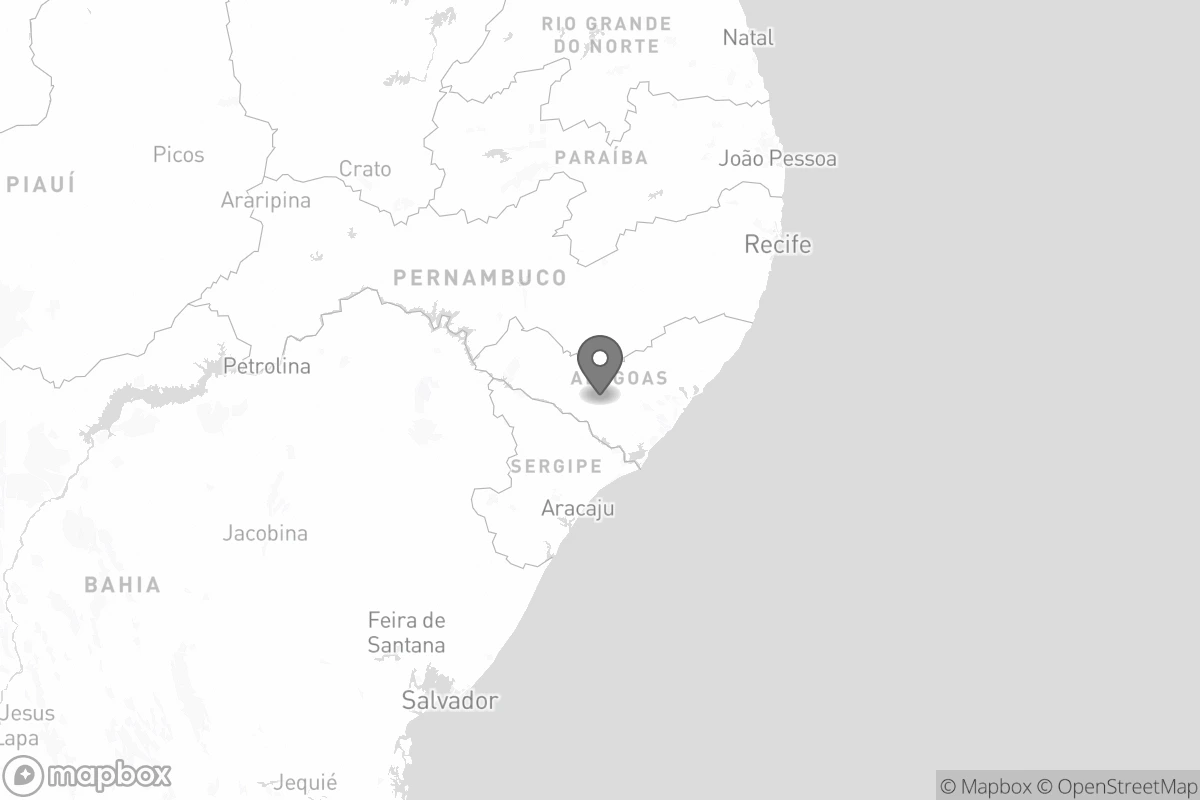 RIO GRANDE
DO NORTE
Natal
Picos
Crato
PARAÍBA
João Pessoa
PIAUÍ
Araripina
Recife
PERNAMBUCO
Petrolina
GOAS
SERGIPE
Aracaju
Jacobina
BAHIA
Feira de
Santana
Salvador
Jesus
Lapa
Jequié
mapbox
© Mapbox © OpenStreetMap